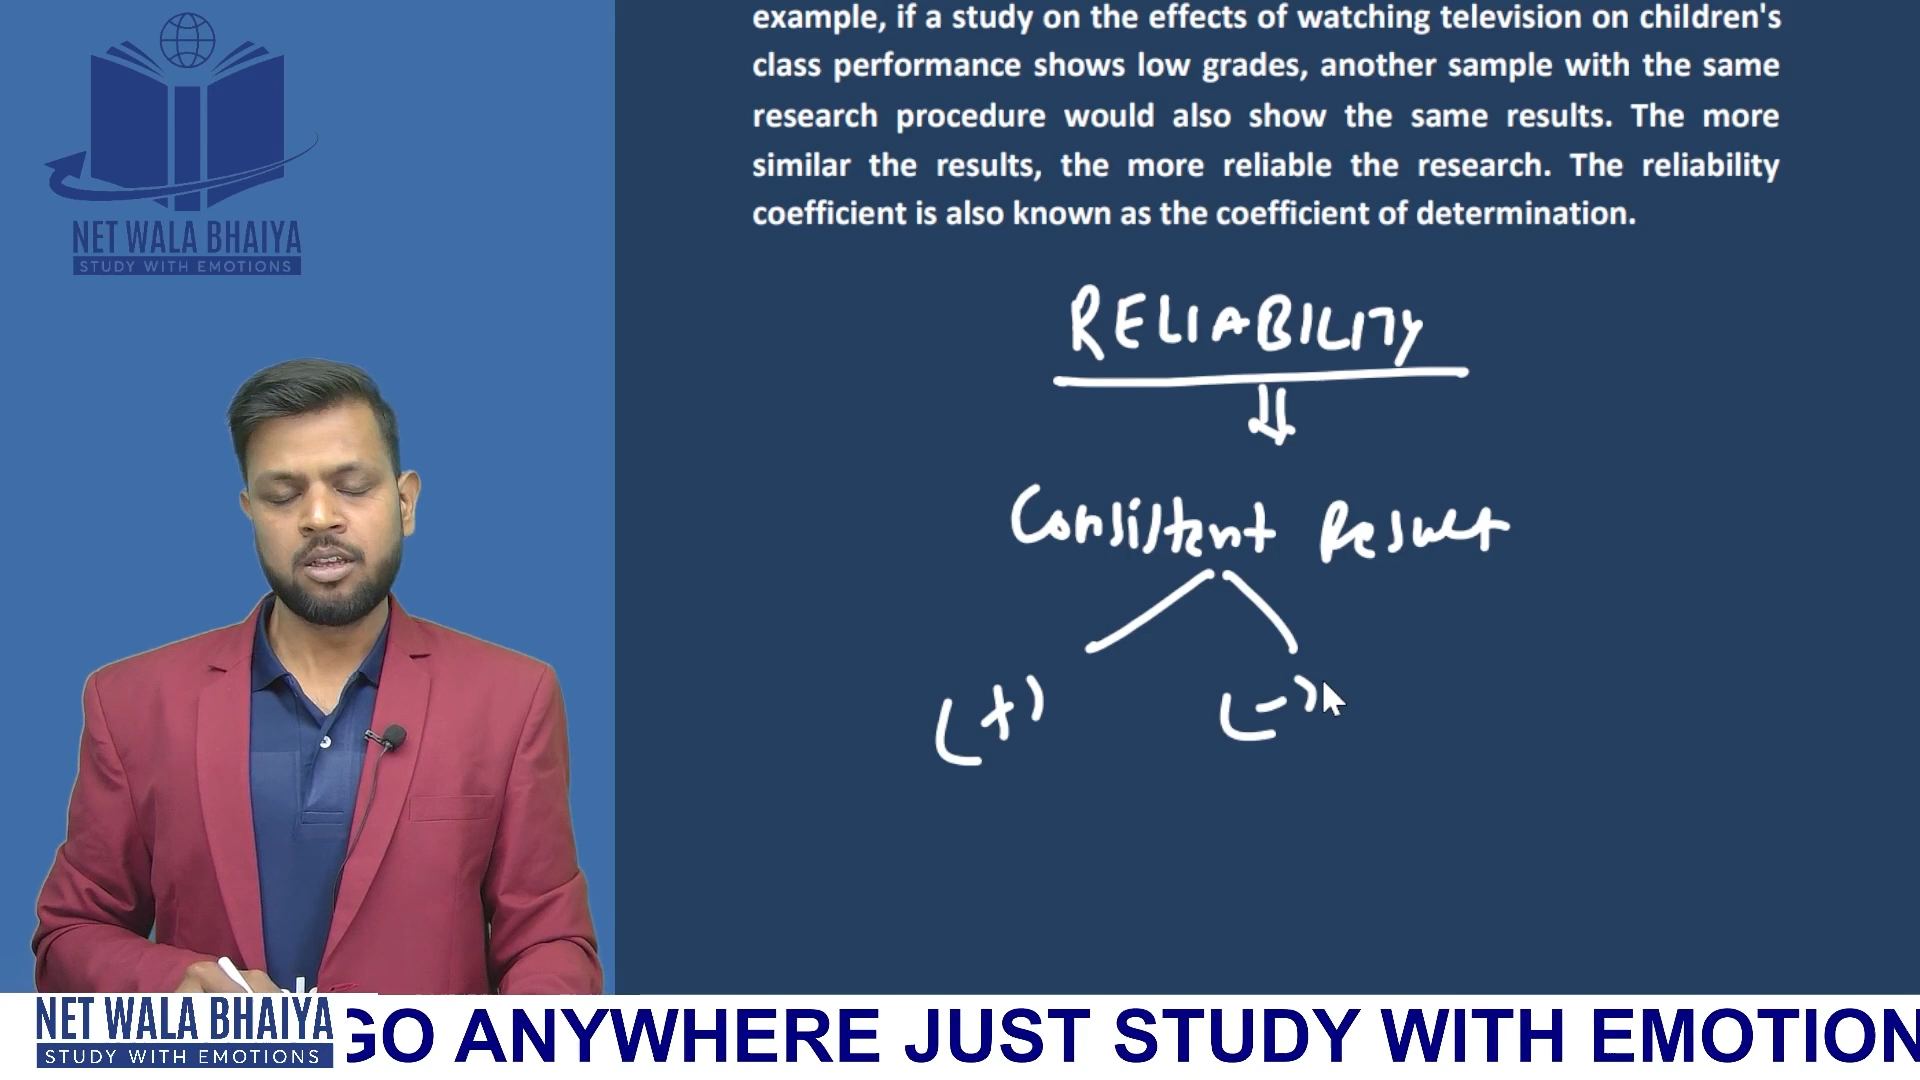 example, if a study on the effects of watching television on children's
class performance shows low grades, another sample with the same
research procedure would also show the same results. The more
similar the results, the more reliable the research. The reliability
coefficient is also known as the coefficient of determination.
NET WALA BHAIYA
STUDY WITH EMOTIONS
RELIABILITY
Consistent Result
(+) (-)
NET WALA BHAIYA
STUDY WITH EMOTIONS
GO ANYWHERE JUST STUDY WITH EMOTION